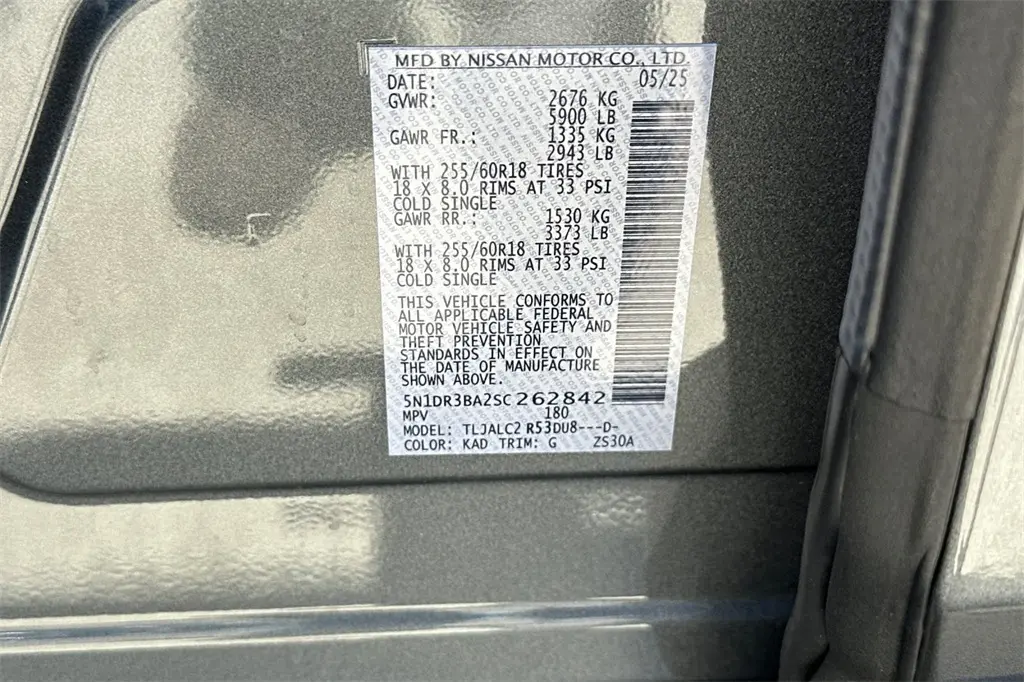 MFD BY NISSAN MOTOR CO., LTD.
DATE: 05/25
GVWR: 2676 KG
5900 LB
GAWR FR.: 1335 KG
2943 LB
WITH 255/60R18 TIRES
18 X 8.0 RIMS AT 33 PSI
COLD SINGLE
GAWR RR.: 1530 KG
3373 LB
WITH 255/60R18 TIRES
18 X 8.0 RIMS AT 33 PSI
COLD SINGLE
THIS VEHICLE CONFORMS TO
ALL APPLICABLE FEDERAL
MOTOR VEHICLE SAFETY AND
THEFT PREVENTION
STANDARDS IN EFFECT ON
THE DATE OF MANUFACTURE
SHOWN ABOVE.
5N1DR3BA2SC262842
MPV 180
MODEL: TLJALC2 R53DU8---D-
COLOR: KAD TRIM: G ZS30A